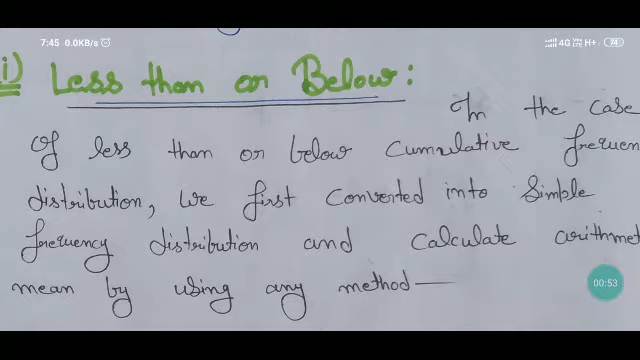 7:45 0.0KB/s 4G H+ 74
i) Less than or Below:
In the case
Of less than or below cumulative frequen
distribution, we first converted into simple
frequency distribution and calculate arithmet
mean by using any method
00:53